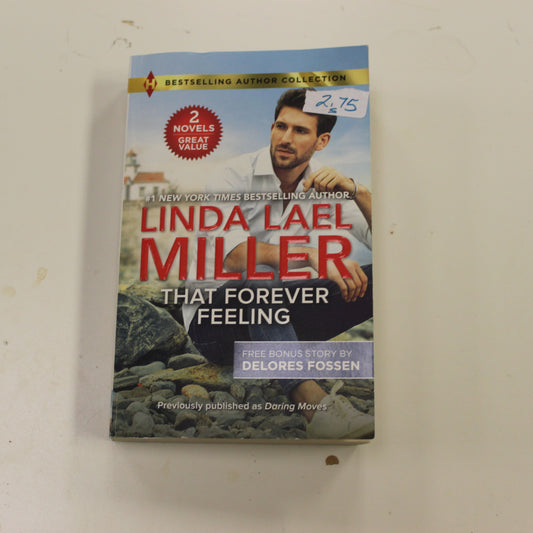 H BESTSELLING AUTHOR COLLECTION
2.75
2
NOVELS
GREAT
VALUE
#1 NEW YORK TIMES BESTSELLING AUTHOR
LINDA LAEL
MILLER
THAT FOREVER
FEELING
FREE BONUS STORY BY
DELORES FOSSEN
Previously published as Daring Moves